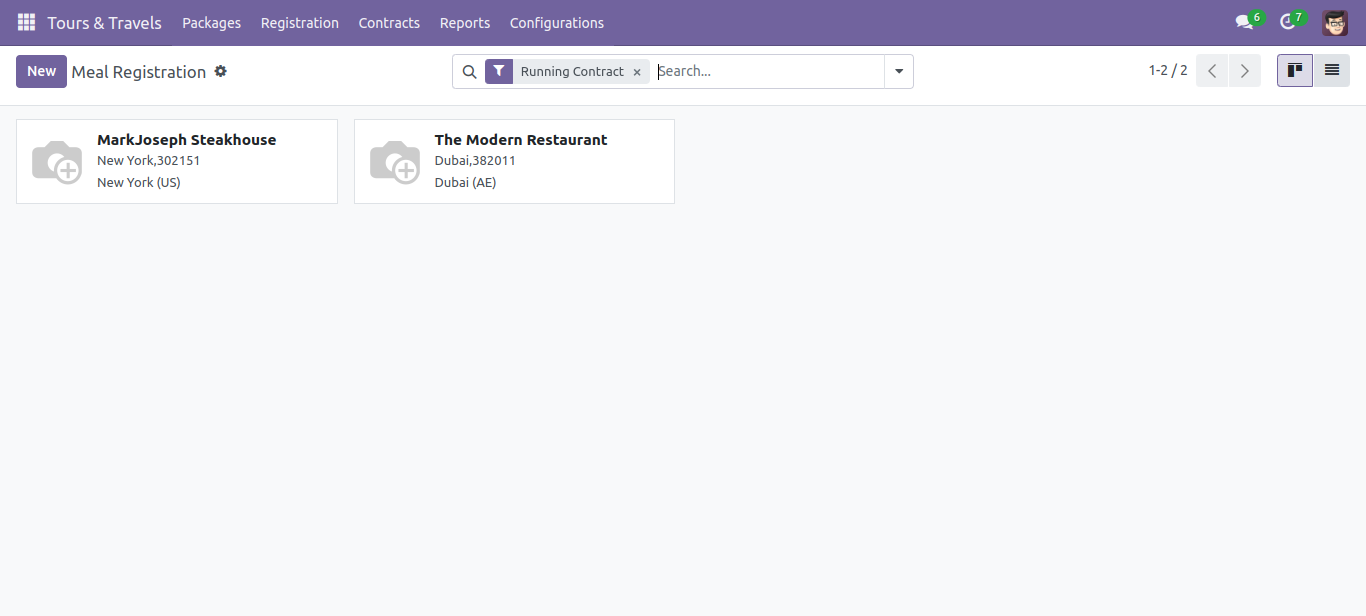 Tours & Travels Packages Registration Contracts Reports Configurations 6 7
New Meal Registration Running Contract × Search... 1-2 / 2
MarkJoseph Steakhouse
New York,302151
New York (US)
The Modern Restaurant
Dubai,382011
Dubai (AE)